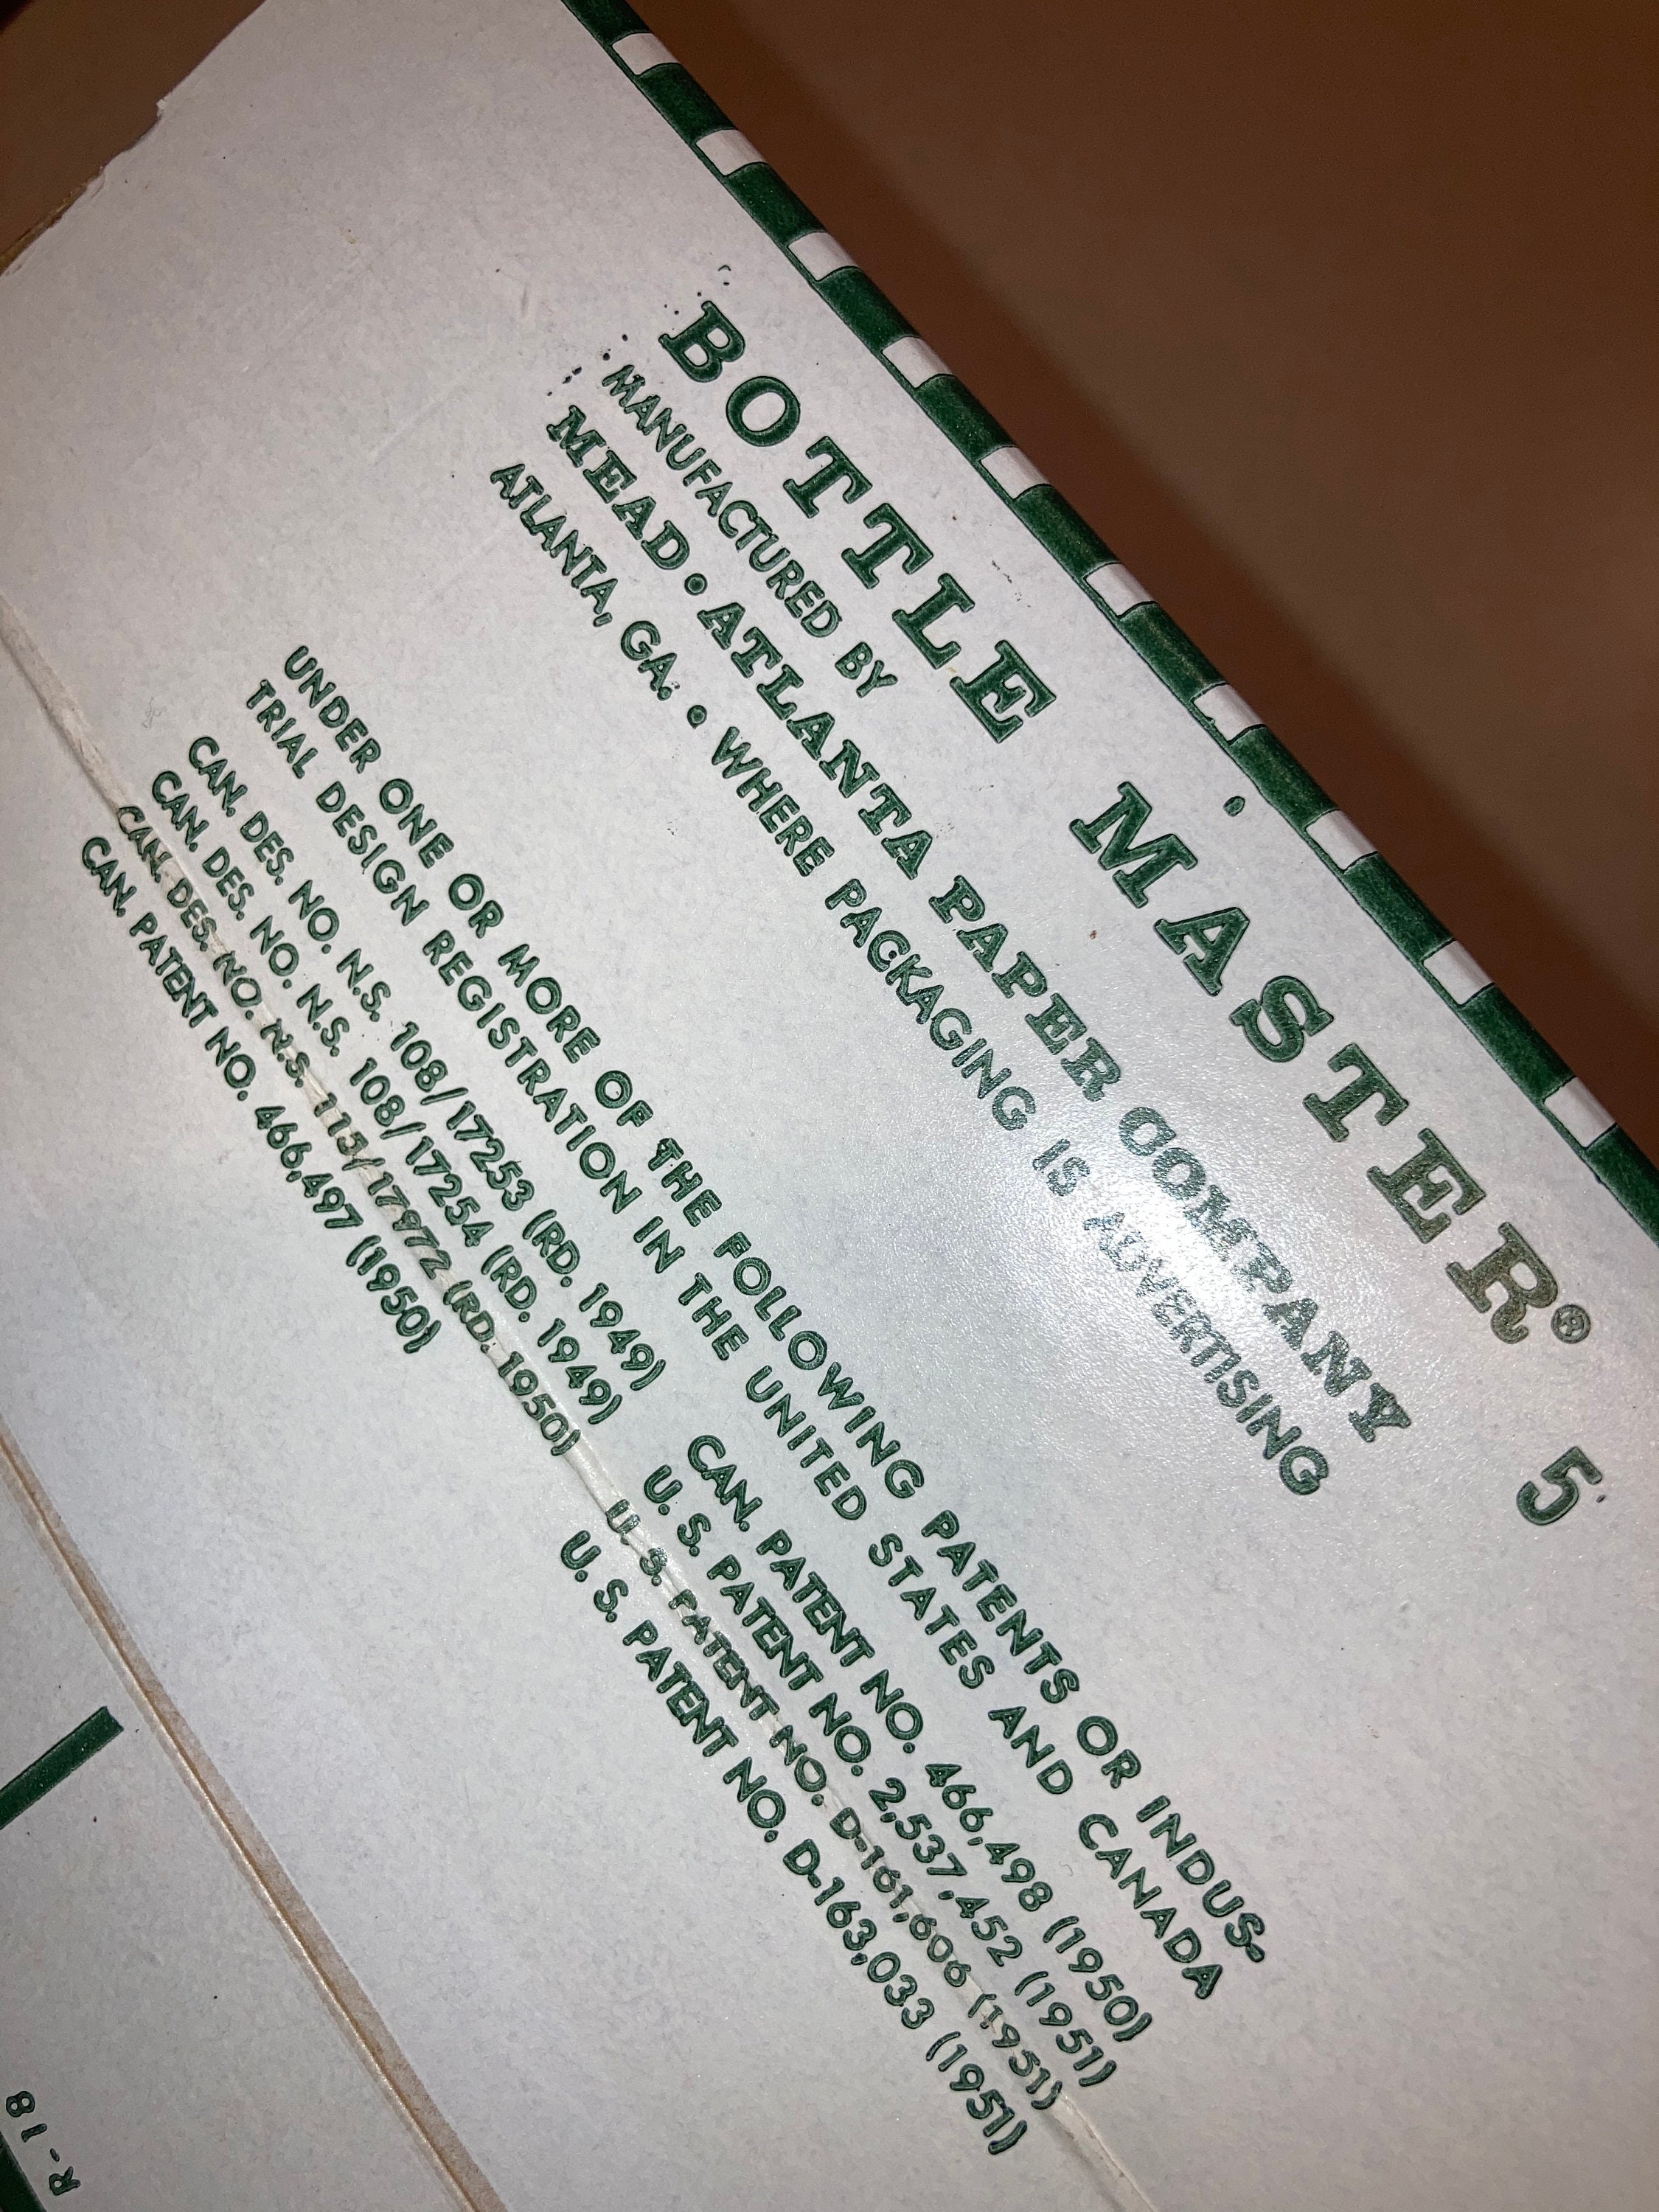 BOTTLE MASTER® 5
MANUFACTURED BY
MEAD • ATLANTA PAPER COMPANY
ATLANTA, GA. • WHERE PACKAGING IS ADVERTISING
UNDER ONE OR MORE OF THE FOLLOWING PATENTS OR INDUS-
TRIAL DESIGN REGISTRATION IN THE UNITED STATES AND CANADA
CAN. DES. NO. N.S. 108/17253 (RD. 1949)
CAN. DES. NO. N.S. 108/17254 (RD. 1949)
CAN. DES. NO. N.S. 113/17972 (RD. 1950)
CAN. PATENT NO. 466,497 (1950)
CAN. PATENT NO. 466,498 (1950)
U. S. PATENT NO. 2,537,452 (1951)
U. S. PATENT NO. D-161,606 (1951)
U. S. PATENT NO. D-163,033 (1951)
R-18